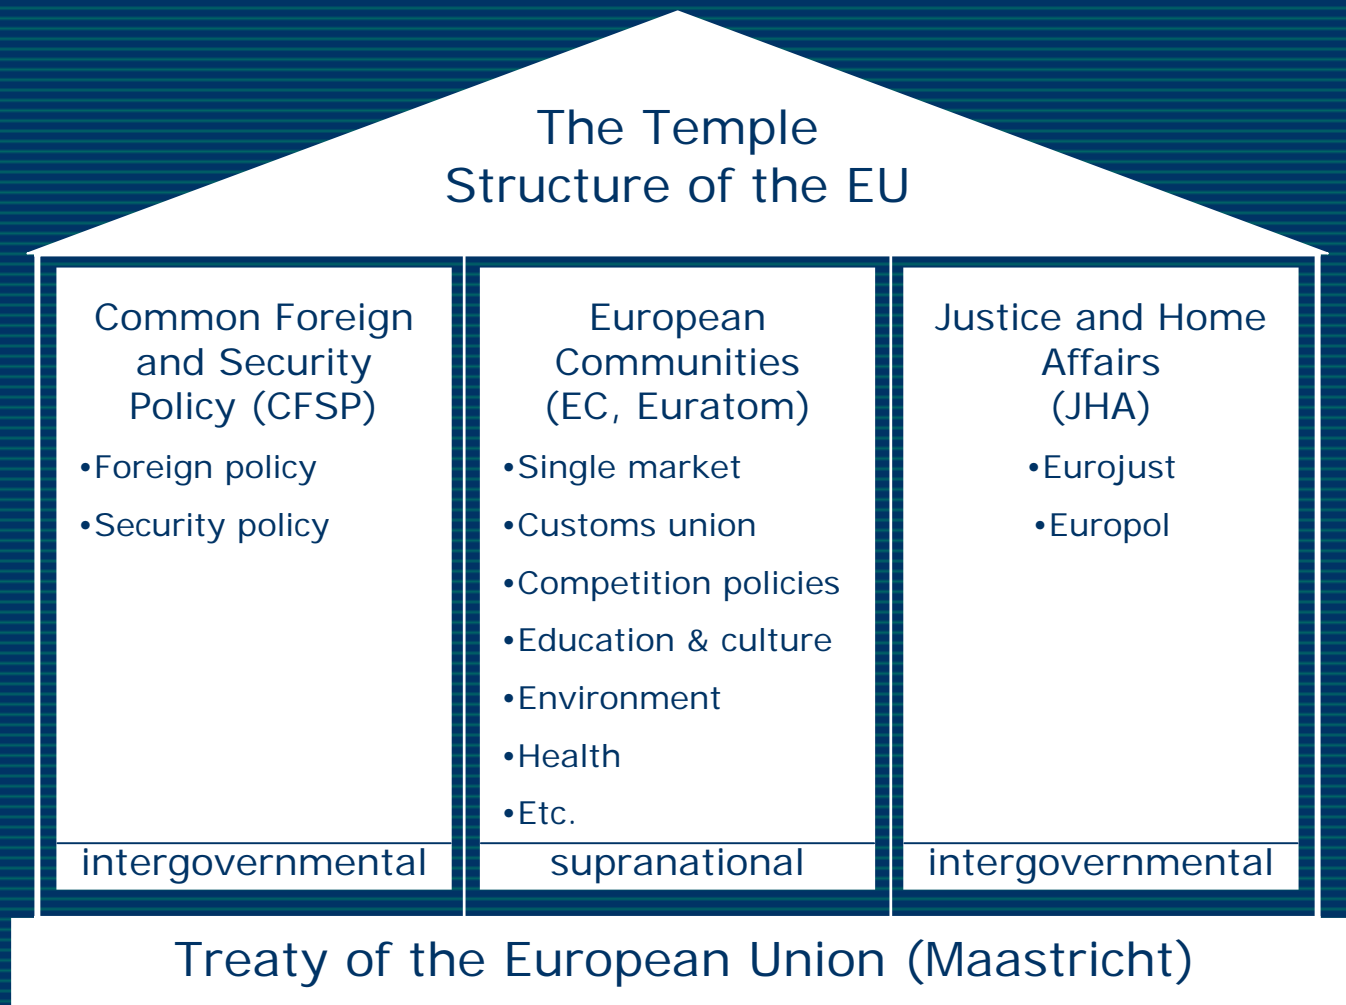 The Temple
Structure of the EU
Common Foreign
and Security
Policy (CFSP)
•Foreign policy
•Security policy
intergovernmental
European
Communities
(EC, Euratom)
•Single market
•Customs union
•Competition policies
•Education & culture
•Environment
•Health
•Etc.
supranational
Justice and Home
Affairs
(JHA)
•Eurojust
•Europol
intergovernmental
Treaty of the European Union (Maastricht)